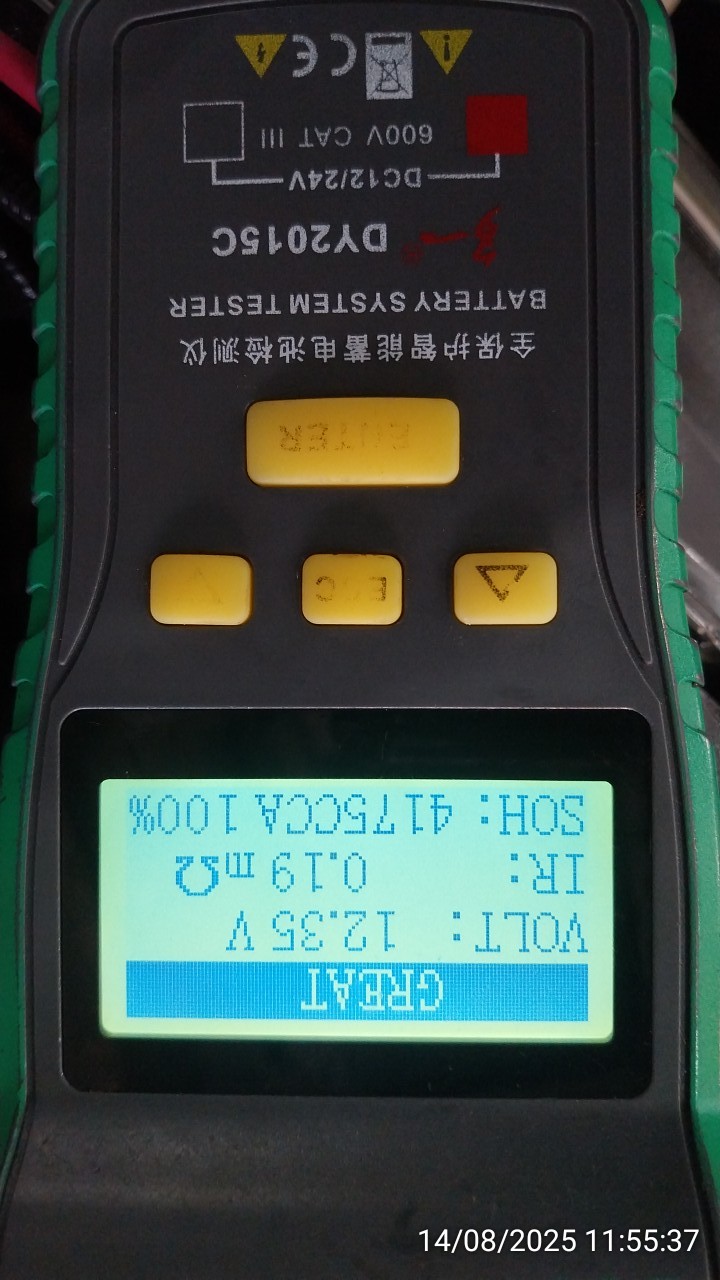 GREAT
VOLT: 12.35 V
IR: 0.19 mΩ
SOH: 4175CCA 100%
ENTER
全保护智能蓄电池检测仪
BATTERY SYSTEM TESTER
DY2015C
DC12/24V
600V CAT III
CE
14/08/2025 11:55:37